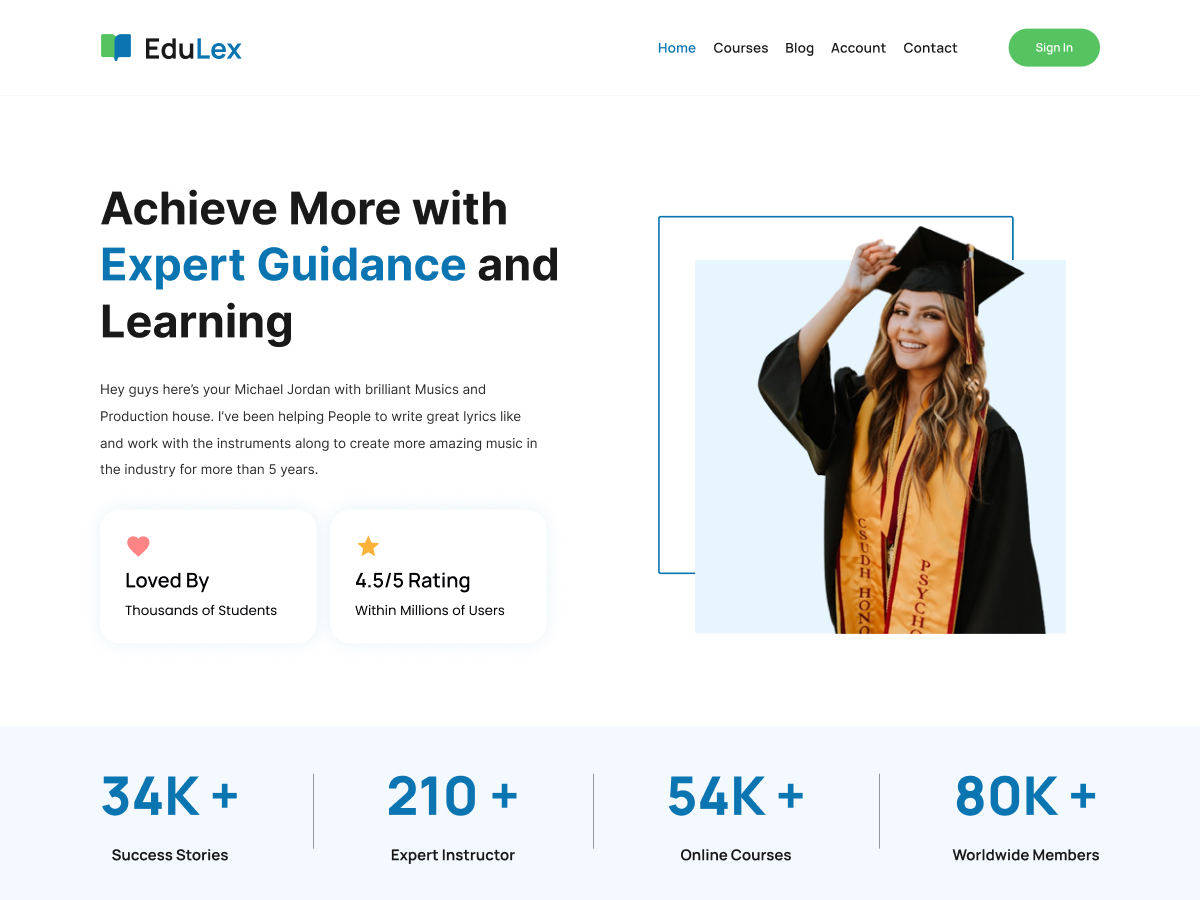 EduLex
Home Courses Blog Account Contact Sign In
Achieve More with
Expert Guidance and
Learning
Hey guys here's your Michael Jordan with brilliant Musics and
Production house. I've been helping People to write great lyrics like
and work with the instruments along to create more amazing music in
the industry for more than 5 years.
Loved By
Thousands of Students
4.5/5 Rating
Within Millions of Users
CSUDH HONO
PSYCHO
34K +
Success Stories
210 +
Expert Instructor
54K +
Online Courses
80K +
Worldwide Members